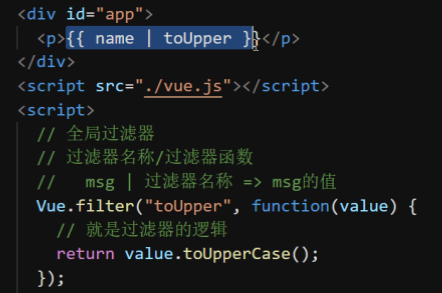 <div id="app">
<p>{{ name | toUpper }}</p>
</div>
<script src="./vue.js"></script>
<script>
// 全局过滤器
// 过滤器名称/过滤器函数
// msg | 过滤器名称 => msg的值
Vue.filter("toUpper", function(value) {
// 就是过滤器的逻辑
return value.toUpperCase();
});